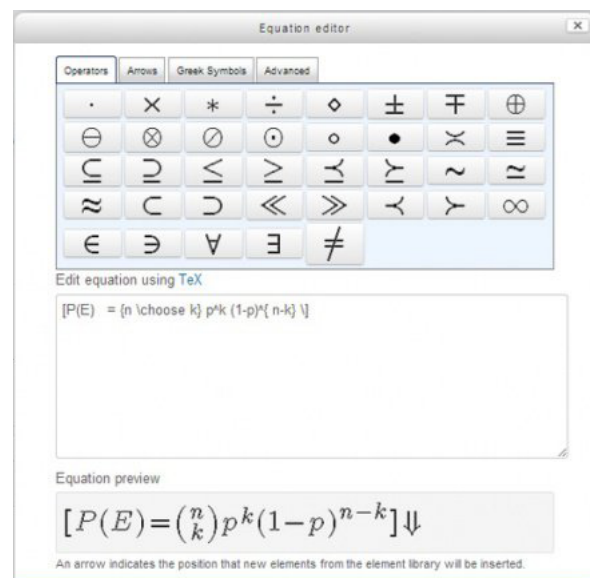 Equation editor
×
Operators Arrows Greek Symbols Advanced
· × * ÷ ⋄ ± ∓ ⊕
⊖ ⊗ ⊘ ⊙ ∘ • ≍ ≡
⊆ ⊇ ≤ ≥ ⪯ ⪰ ∼ ≃
≈ ⊂ ⊃ ≪ ≫ ≺ ≻ ∞
∈ ∋ ∀ ∃ ≠
Edit equation using TeX
[P(E) = {n \choose k} p^k (1-p)^{ n-k} \]
Equation preview
[P(E)=(n k)p^k(1−p)^{n−k}]⇓
An arrow indicates the position that new elements from the element library will be inserted.